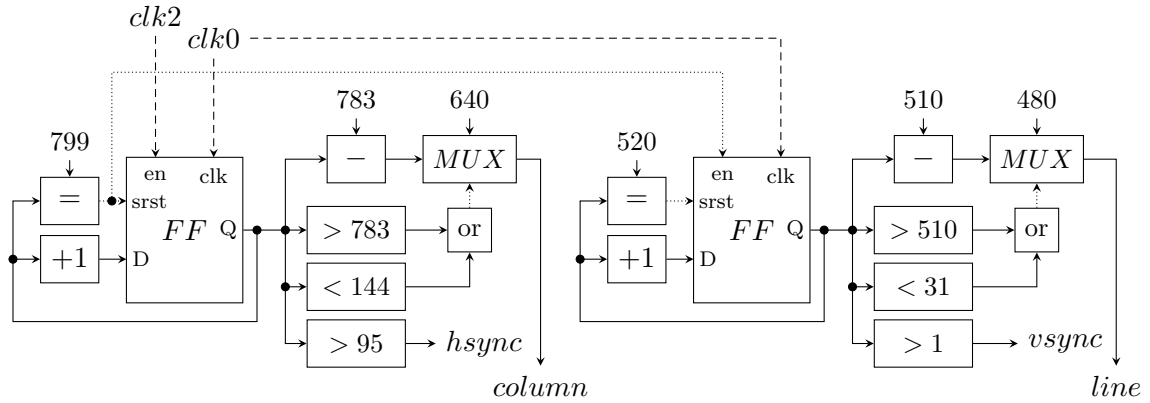 clk2
clk0
783 640 510 480
799 − MUX 520 − MUX
= en clk srst = en clk srst
FF Q > 783 or FF Q > 510 or
+1 D +1 D
< 144 < 31
> 95 hsync > 1 vsync
column line